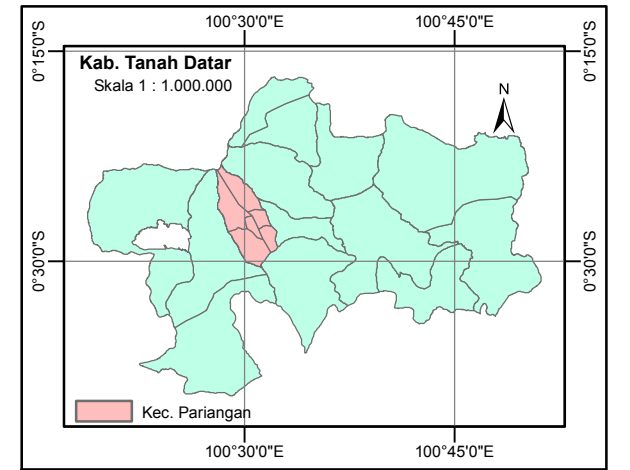 100°30'0"E 100°45'0"E
0°15'0"S 0°15'0"S
Kab. Tanah Datar
Skala 1 : 1.000.000
N
0°30'0"S 0°30'0"S
Kec. Pariangan
100°30'0"E 100°45'0"E